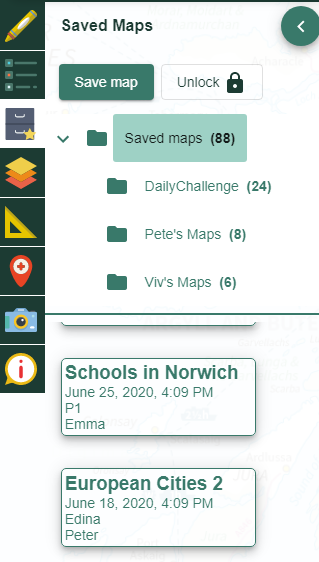 Saved Maps
Save map
Unlock
Saved maps (88)
DailyChallenge (24)
Pete's Maps (8)
Viv's Maps (6)
Schools in Norwich
June 25, 2020, 4:09 PM
P1
Emma
European Cities 2
June 18, 2020, 4:09 PM
Edina
Peter